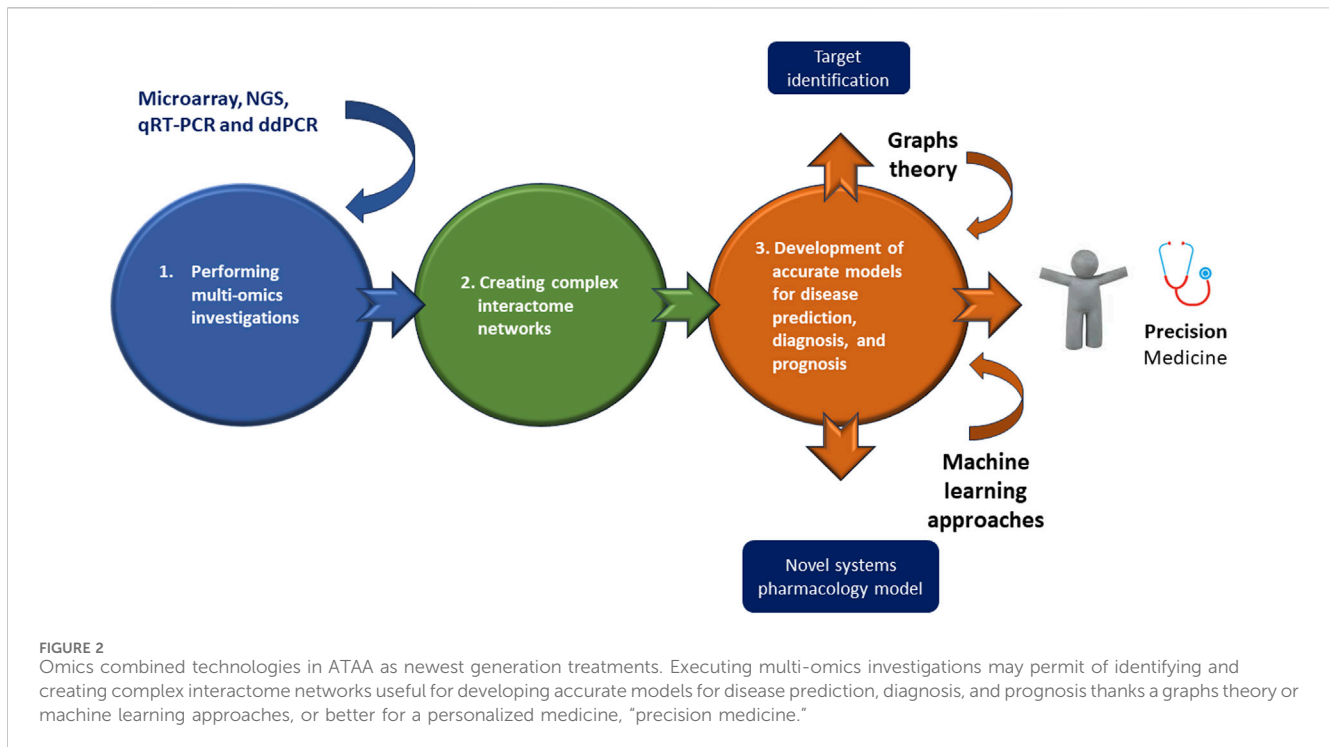 Target
identification
Microarray, NGS,
qRT-PCR and ddPCR
Graphs
theory
1. Performing
multi-omics
investigations
2. Creating complex
interactome
networks
3. Development of
accurate models
for disease
prediction,
diagnosis, and
prognosis
Precision
Medicine
Machine
learning
approaches
Novel systems
pharmacology model
FIGURE 2
Omics combined technologies in ATAA as newest generation treatments. Executing multi-omics investigations may permit of identifying and
creating complex interactome networks useful for developing accurate models for disease prediction, diagnosis, and prognosis thanks a graphs theory or
machine learning approaches, or better for a personalized medicine, “precision medicine.”